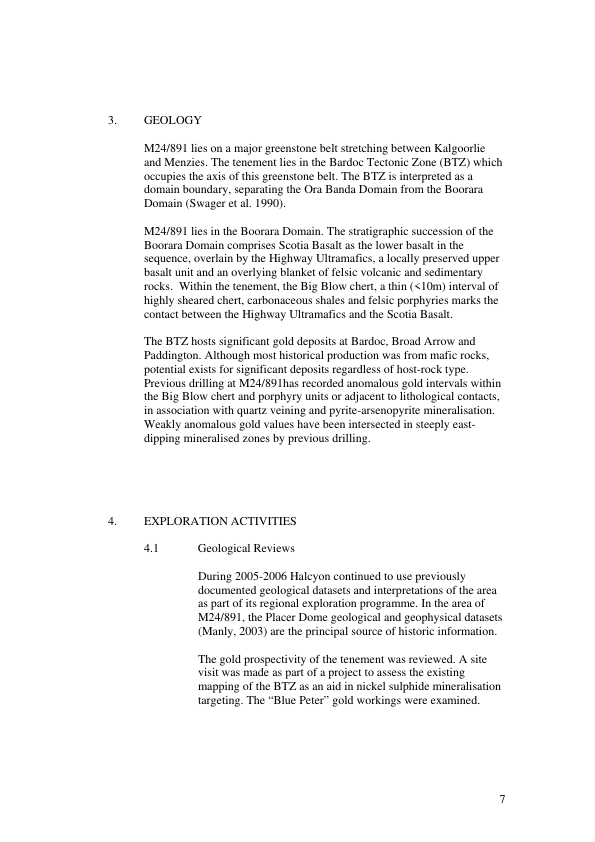 3. GEOLOGY
M24/891 lies on a major greenstone belt stretching between Kalgoorlie
and Menzies. The tenement lies in the Bardoc Tectonic Zone (BTZ) which
occupies the axis of this greenstone belt. The BTZ is interpreted as a
domain boundary, separating the Ora Banda Domain from the Boorara
Domain (Swager et al. 1990).
M24/891 lies in the Boorara Domain. The stratigraphic succession of the
Boorara Domain comprises Scotia Basalt as the lower basalt in the
sequence, overlain by the Highway Ultramafics, a locally preserved upper
basalt unit and an overlying blanket of felsic volcanic and sedimentary
rocks.  Within the tenement, the Big Blow chert, a thin (<10m) interval of
highly sheared chert, carbonaceous shales and felsic porphyries marks the
contact between the Highway Ultramafics and the Scotia Basalt.
The BTZ hosts significant gold deposits at Bardoc, Broad Arrow and
Paddington. Although most historical production was from mafic rocks,
potential exists for significant deposits regardless of host-rock type.
Previous drilling at M24/891has recorded anomalous gold intervals within
the Big Blow chert and porphyry units or adjacent to lithological contacts,
in association with quartz veining and pyrite-arsenopyrite mineralisation.
Weakly anomalous gold values have been intersected in steeply east-
dipping mineralised zones by previous drilling.
4. EXPLORATION ACTIVITIES
4.1 Geological Reviews
During 2005-2006 Halcyon continued to use previously
documented geological datasets and interpretations of the area
as part of its regional exploration programme. In the area of
M24/891, the Placer Dome geological and geophysical datasets
(Manly, 2003) are the principal source of historic information.
The gold prospectivity of the tenement was reviewed. A site
visit was made as part of a project to assess the existing
mapping of the BTZ as an aid in nickel sulphide mineralisation
targeting. The “Blue Peter” gold workings were examined.
7